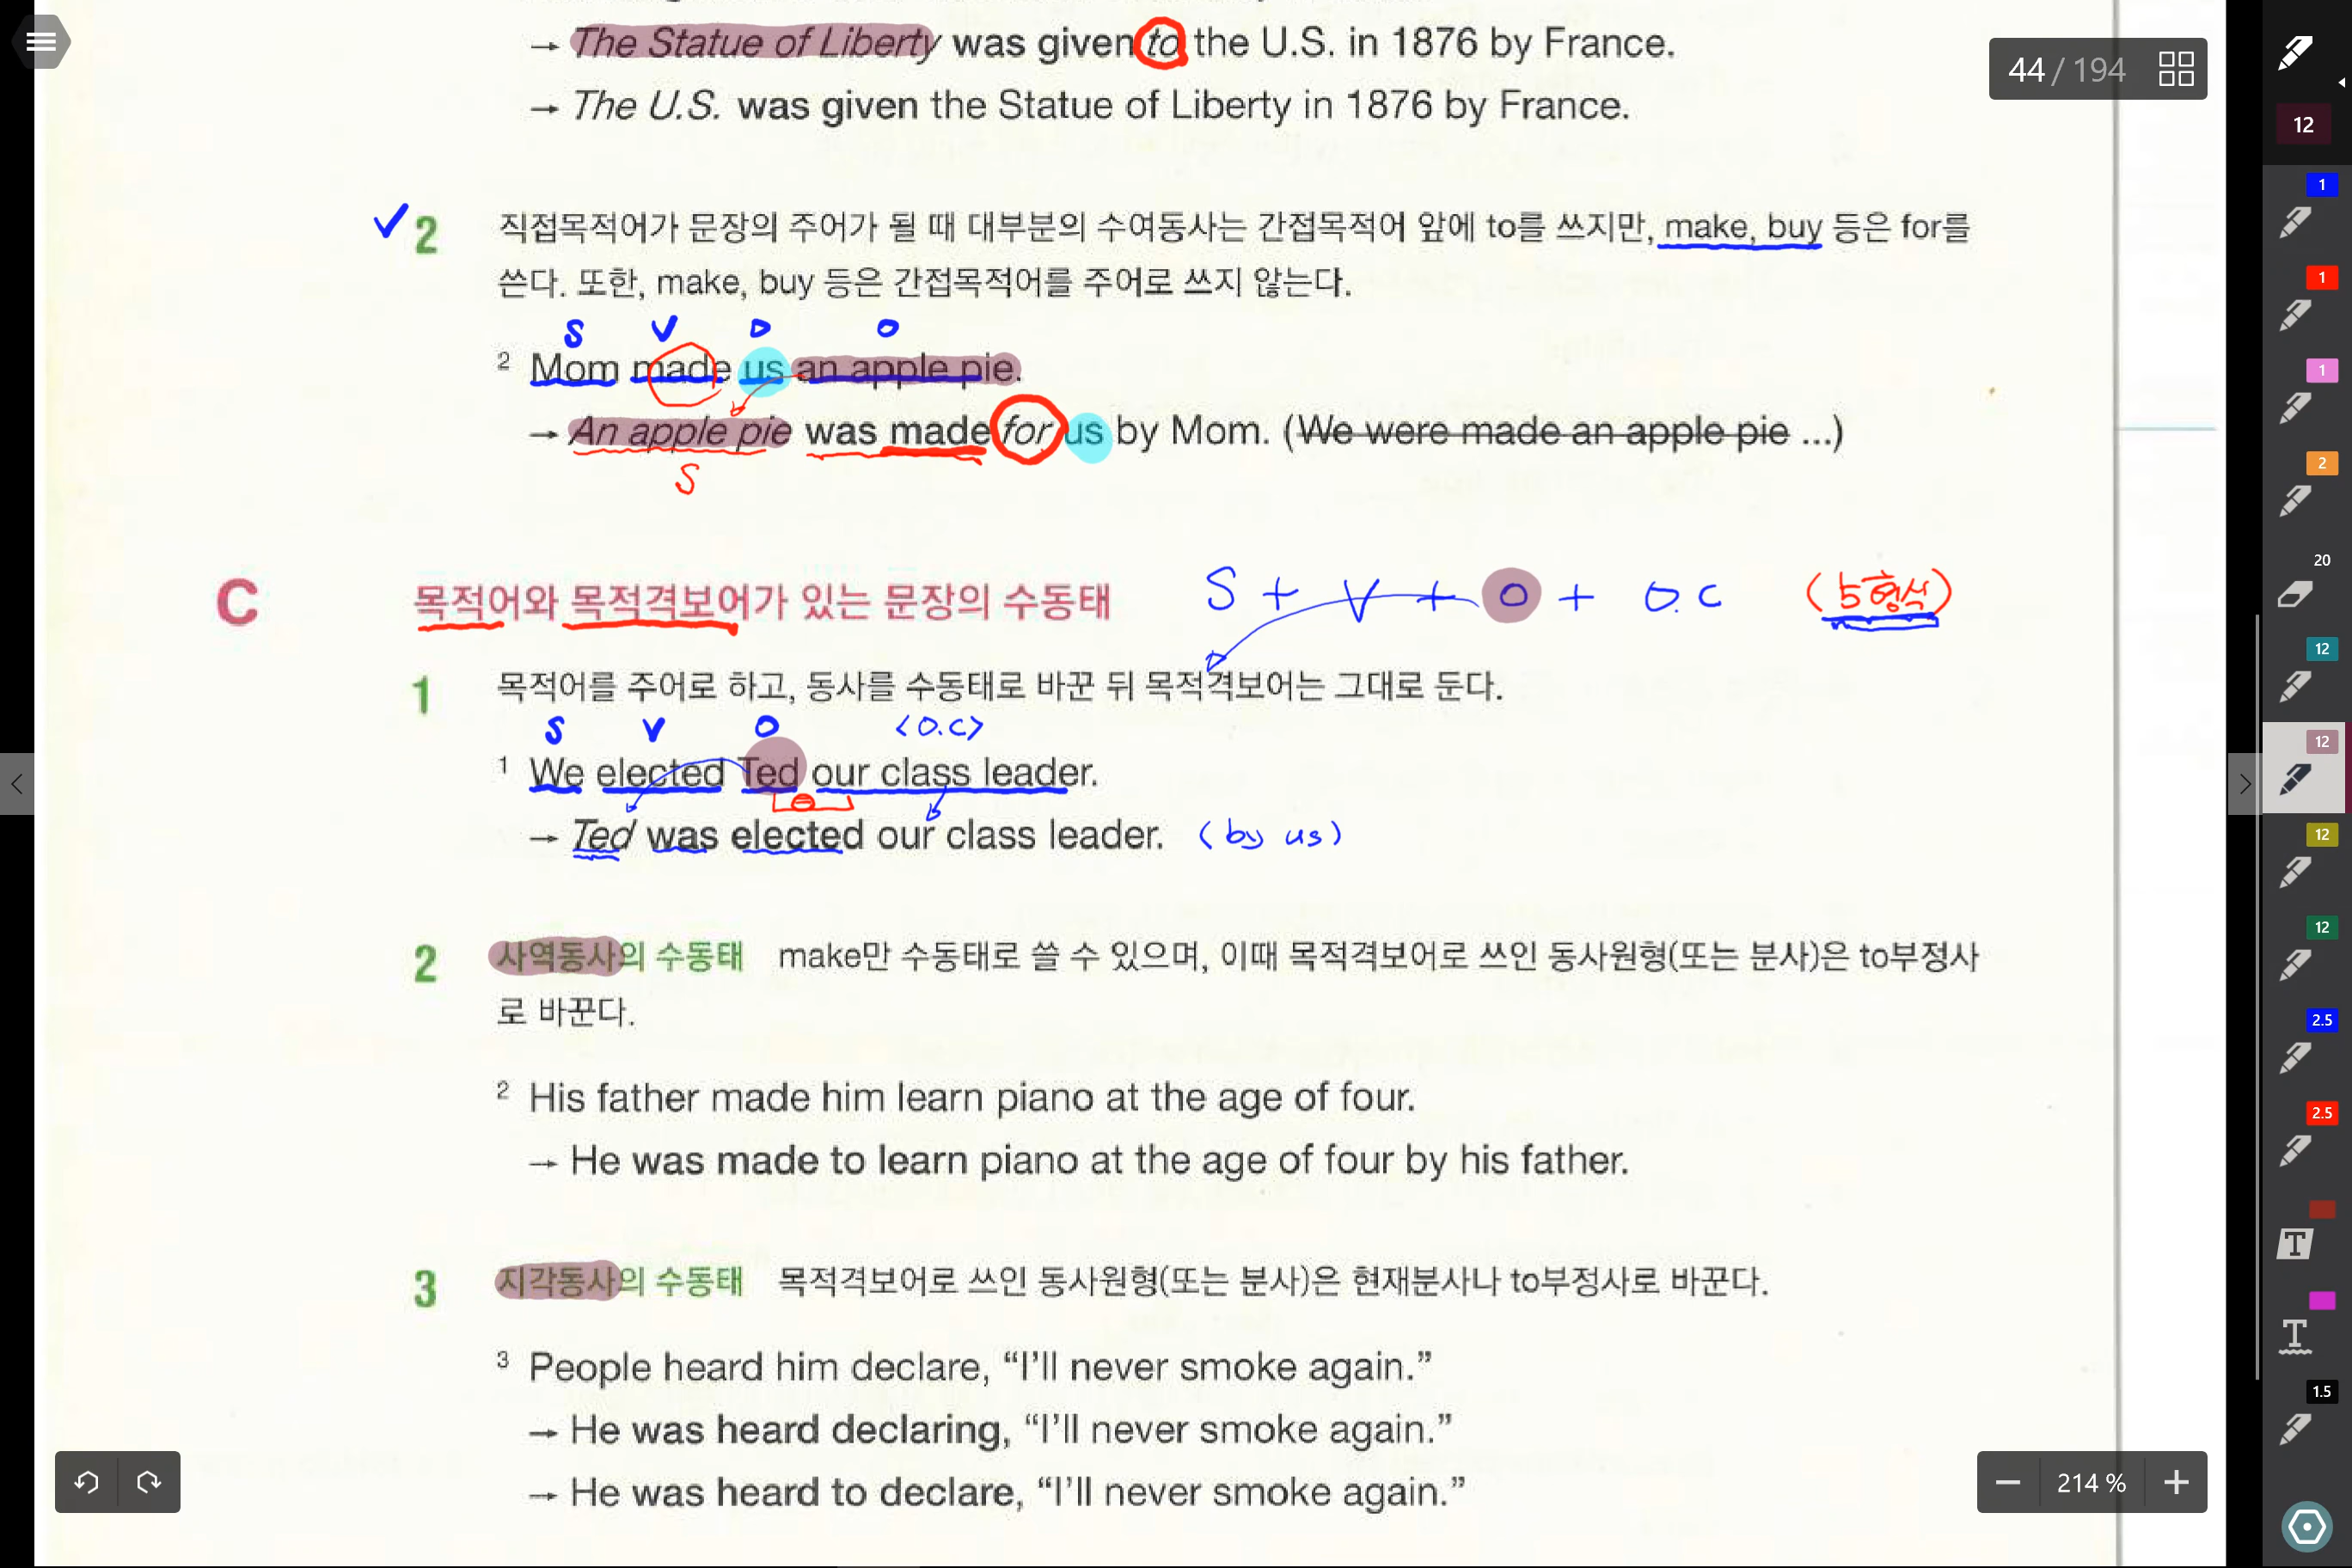 → The Statue of Liberty was given to the U.S. in 1876 by France.
44 / 194
→ The U.S. was given the Statue of Liberty in 1876 by France.
12
✓ 2 직접목적어가 문장의 주어가 될 때 대부분의 수여동사는 간접목적어 앞에 to를 쓰지만, make, buy 등은 for를
쓴다. 또한, make, buy 등은 간접목적어를 주어로 쓰지 않는다.
S V D O
2 Mom made us an apple pie.
→ An apple pie was made for us by Mom. (We were made an apple pie ...)
S
C 목적어와 목적격보어가 있는 문장의 수동태 S + V + O + O.C (5형식)
1 목적어를 주어로 하고, 동사를 수동태로 바꾼 뒤 목적격보어는 그대로 둔다.
S V O <O.C>
1 We elected Ted our class leader.
→ Ted was elected our class leader. (by us)
2 사역동사의 수동태 make만 수동태로 쓸 수 있으며, 이때 목적격보어로 쓰인 동사원형(또는 분사)은 to부정사
로 바꾼다.
2 His father made him learn piano at the age of four.
→ He was made to learn piano at the age of four by his father.
3 지각동사의 수동태 목적격보어로 쓰인 동사원형(또는 분사)은 현재분사나 to부정사로 바꾼다.
3 People heard him declare, “I’ll never smoke again.”
→ He was heard declaring, “I’ll never smoke again.”
→ He was heard to declare, “I’ll never smoke again.”
214 %
1
1
1
2
20
12
12
12
12
2.5
2.5
T
T
1.5